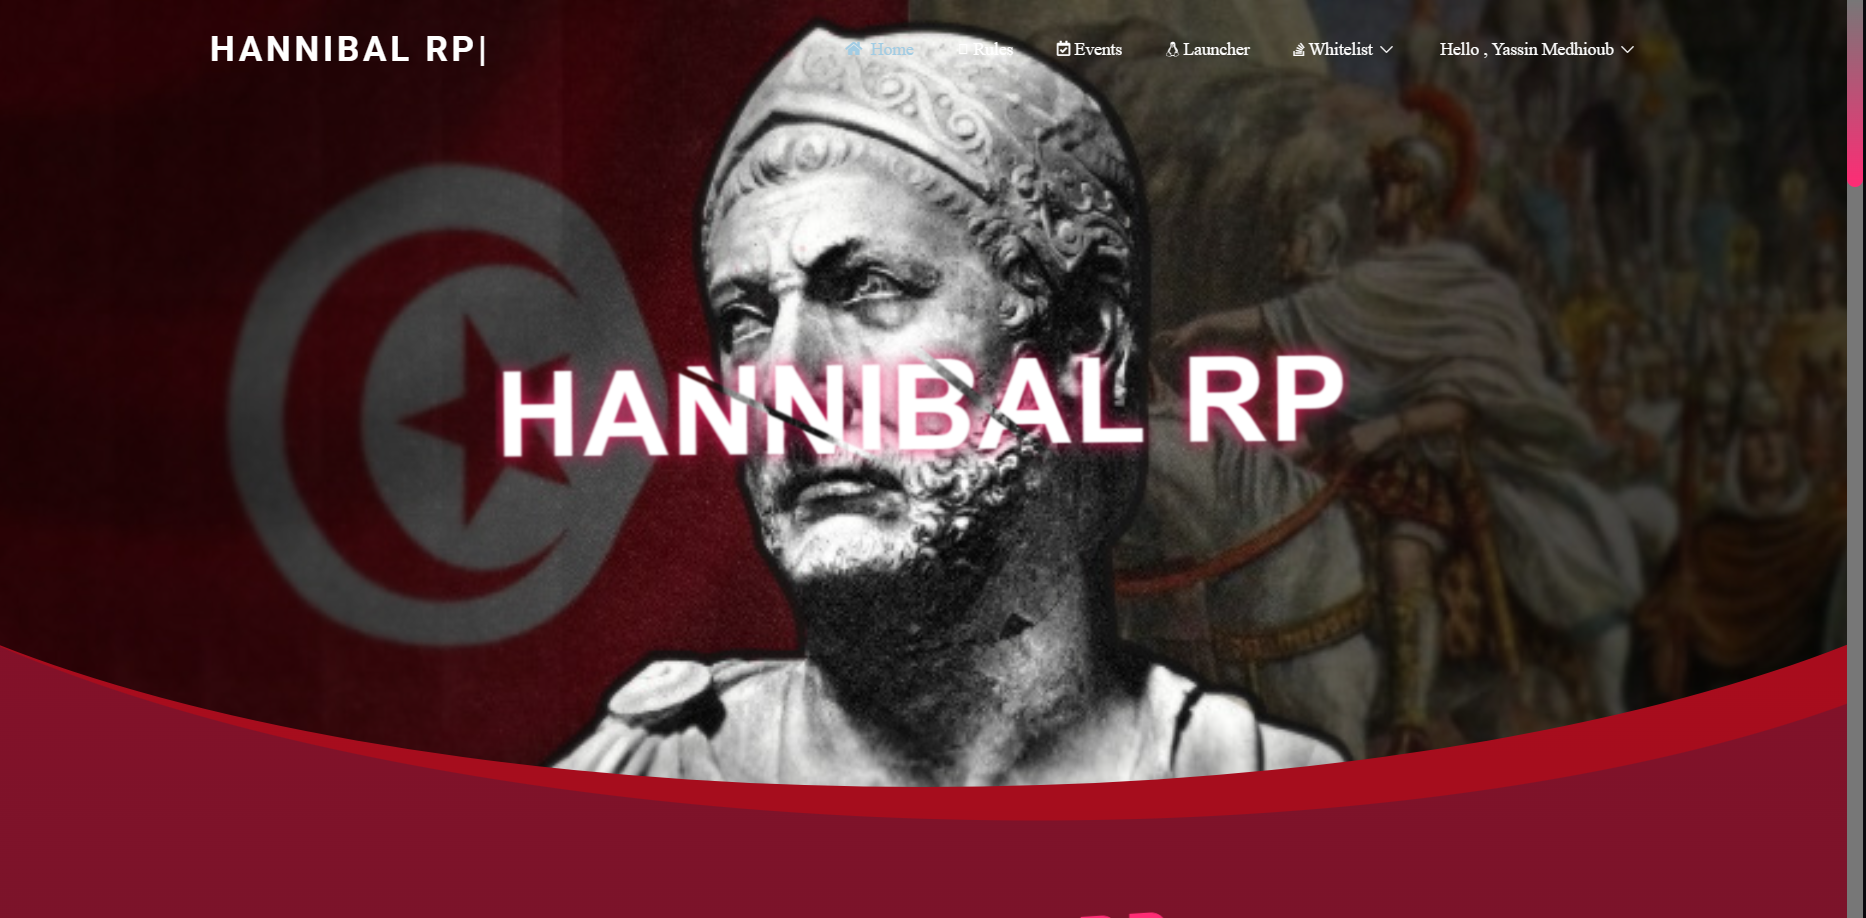 HANNIBAL RP|
Home Rules Events Launcher Whitelist Hello , Yassin Medhioub
HANNIBAL RP